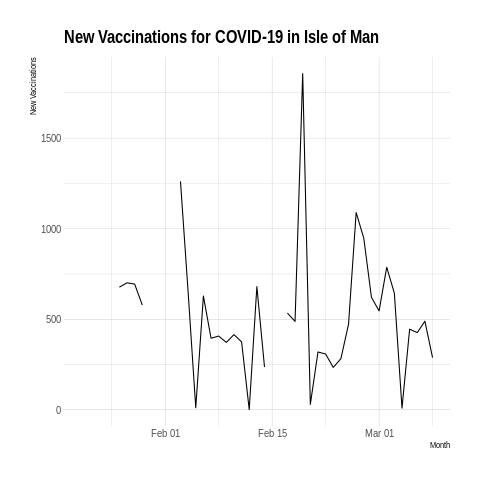 New Vaccinations for COVID-19 in Isle of Man
New Vaccinations
1500
1000
500
0
Feb 01
Feb 15
Mar 01
Month